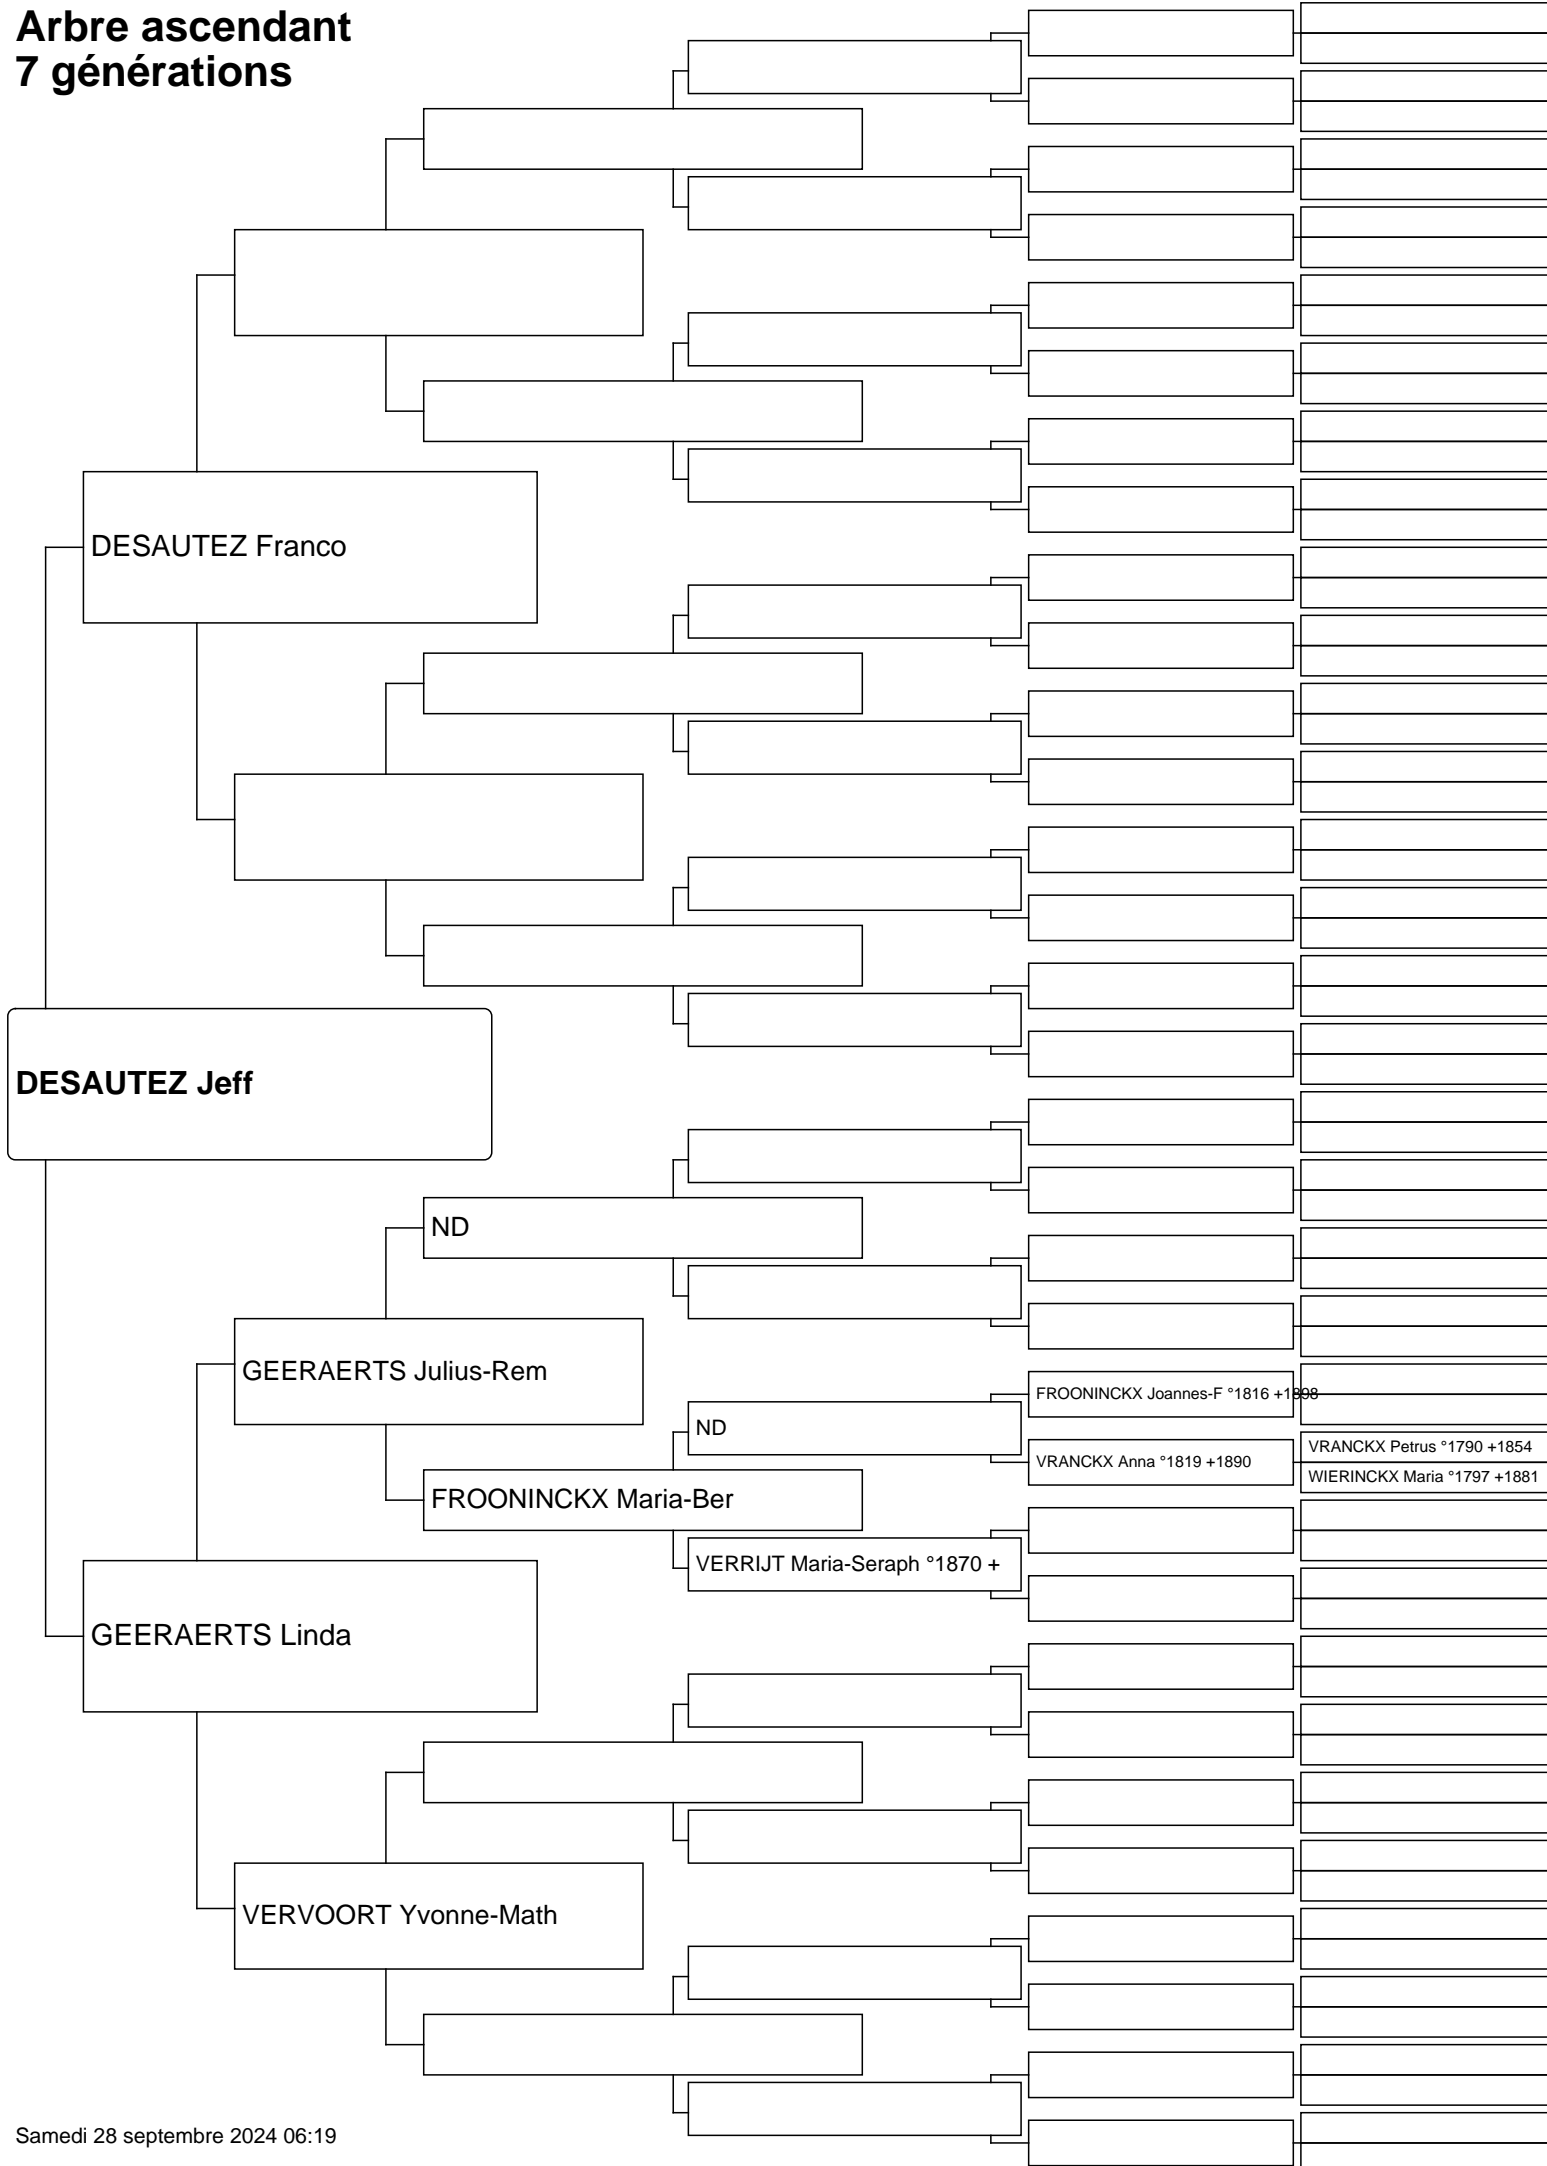 Arbre ascendant
7 générations
DESAUTEZ Franco
DESAUTEZ Jeff
ND
GEERAERTS Julius-Rem
FROONINCKX Joannes-F °1816 +1898
ND
VRANCKX Anna °1819 +1890
VRANCKX Petrus °1790 +1854
WIERINCKX Maria °1797 +1881
FROONINCKX Maria-Ber
VERRIJT Maria-Seraph °1870 +
GEERAERTS Linda
VERVOORT Yvonne-Math
Samedi 28 septembre 2024 06:19